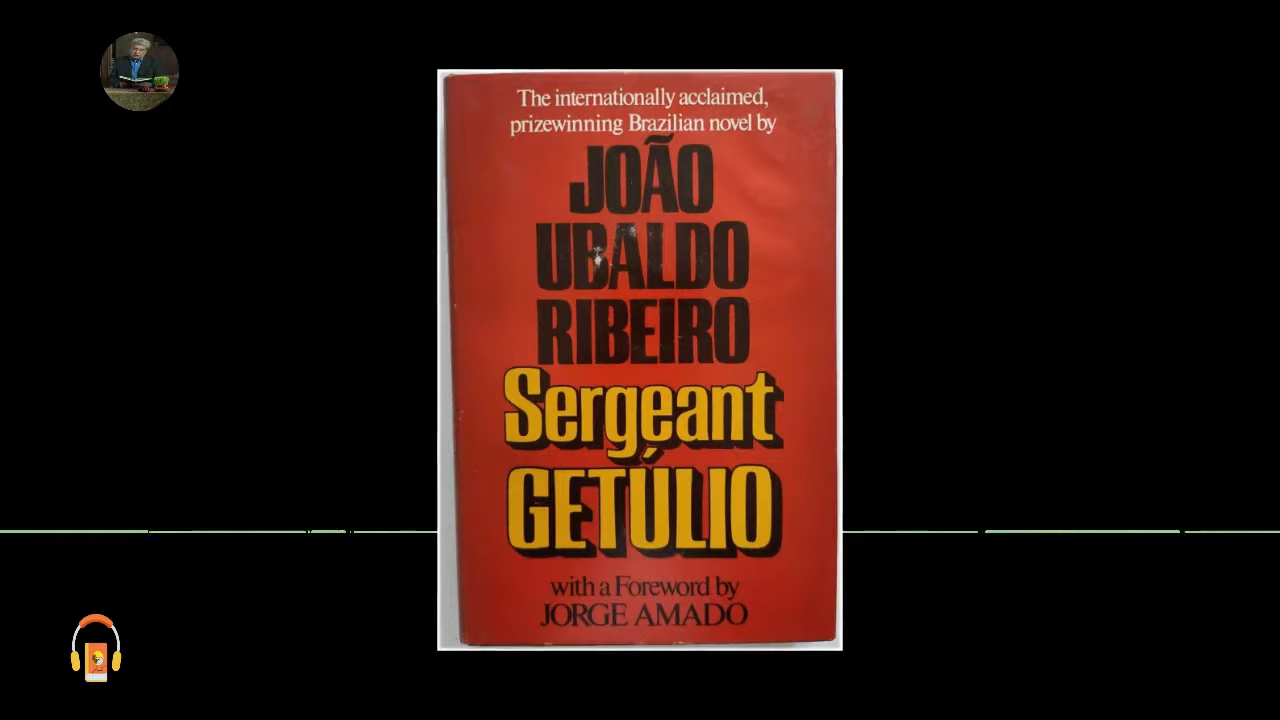 The internationally acclaimed,
prizewinning Brazilian novel by
JOÃO
UBALDO
RIBEIRO
Sergeant
GETÚLIO
with a Foreword by
JORGE AMADO